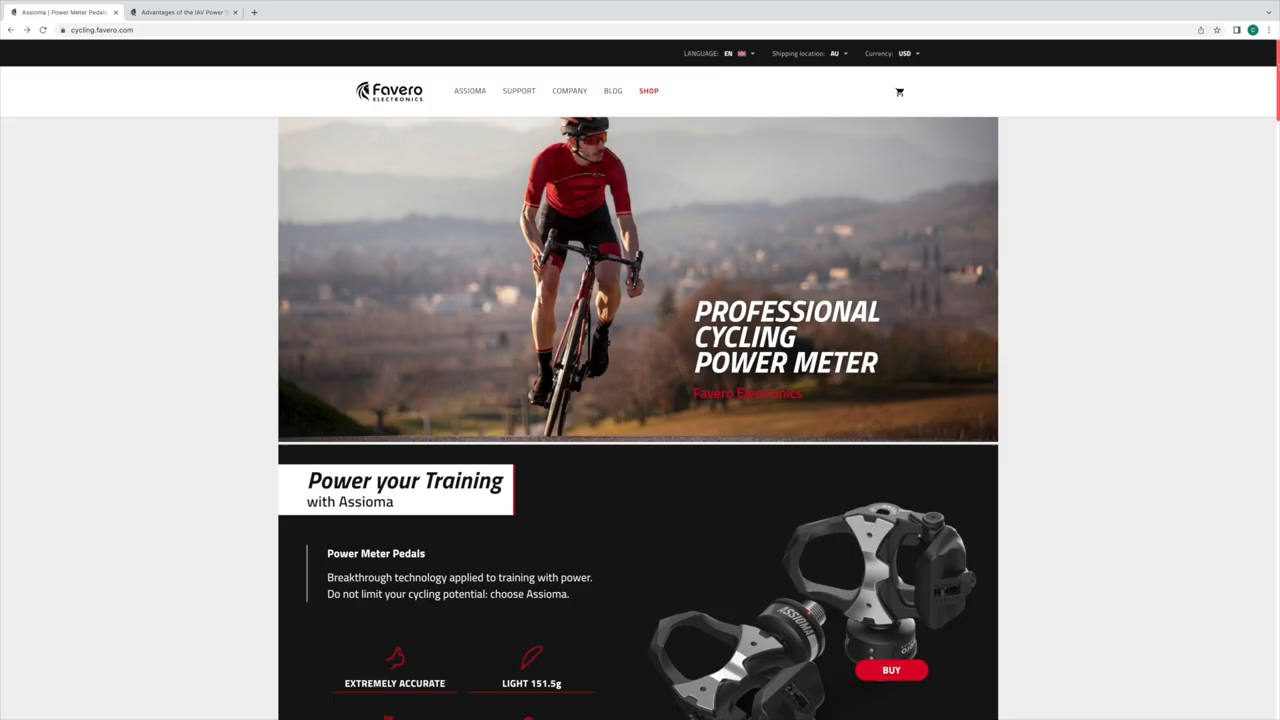 Assioma | Power Meter Pedals
Advantages of the IAV Power
cycling.favero.com
LANGUAGE: EN
Shipping location: AU
Currency: USD
Favero
ELECTRONICS
ASSIOMA
SUPPORT
COMPANY
BLOG
SHOP
PROFESSIONAL
CYCLING
POWER METER
Favero Electronics
Power your Training
with Assioma
Power Meter Pedals
Breakthrough technology applied to training with power.
Do not limit your cycling potential: choose Assioma.
EXTREMELY ACCURATE
LIGHT 151.5g
ASSIOMA
BUY